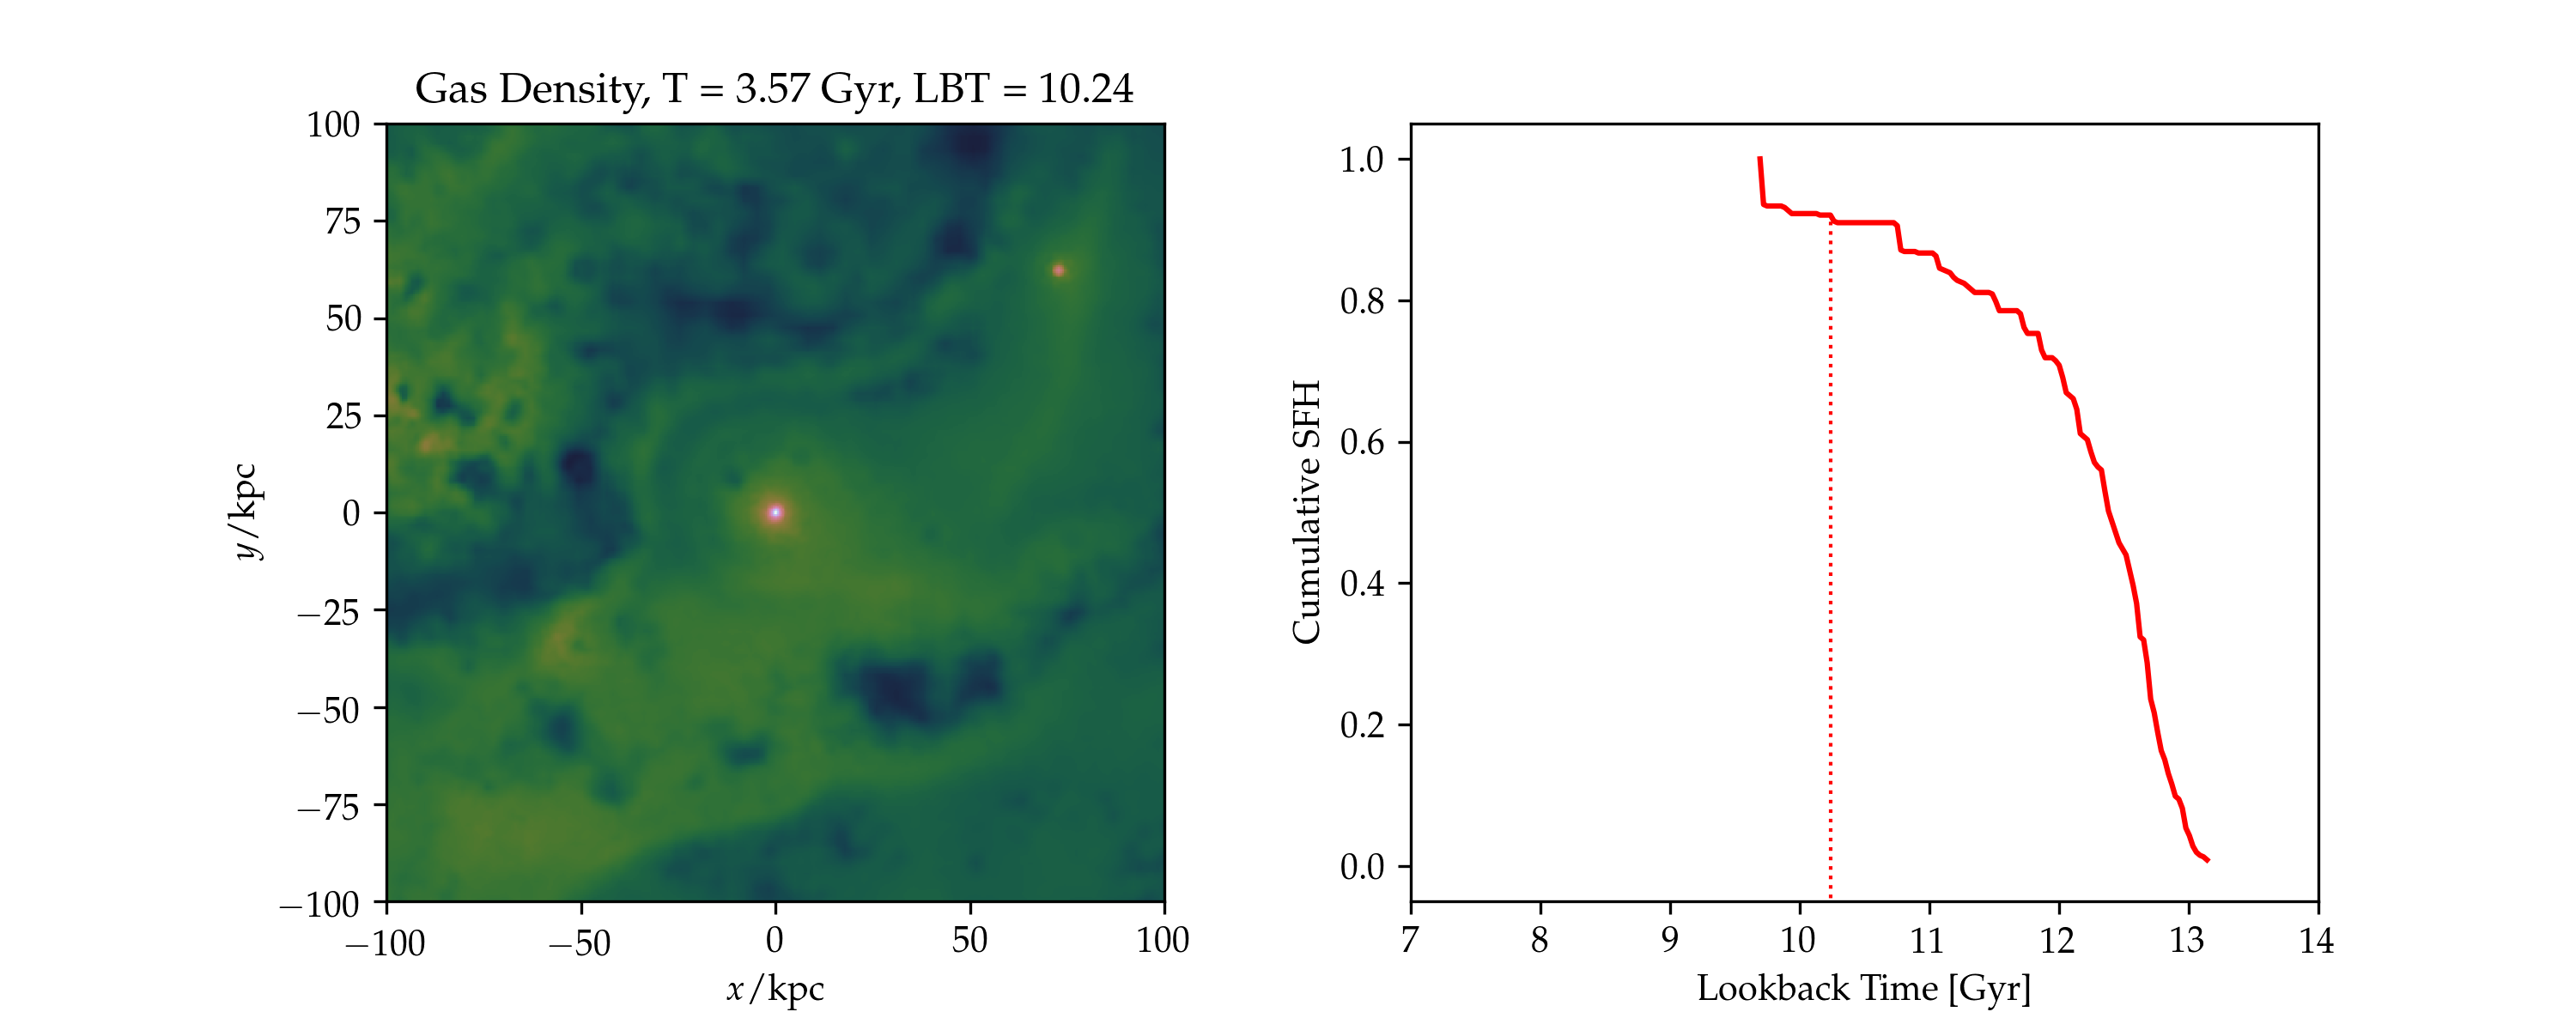 Gas Density, T = 3.57 Gyr, LBT = 10.24
100
75
50
25
0
−25
−50
−75
−100
y/kpc
−100 −50 0 50 100
x/kpc
1.0
0.8
0.6
0.4
0.2
0.0
Cumulative SFH
7 8 9 10 11 12 13 14
Lookback Time [Gyr]